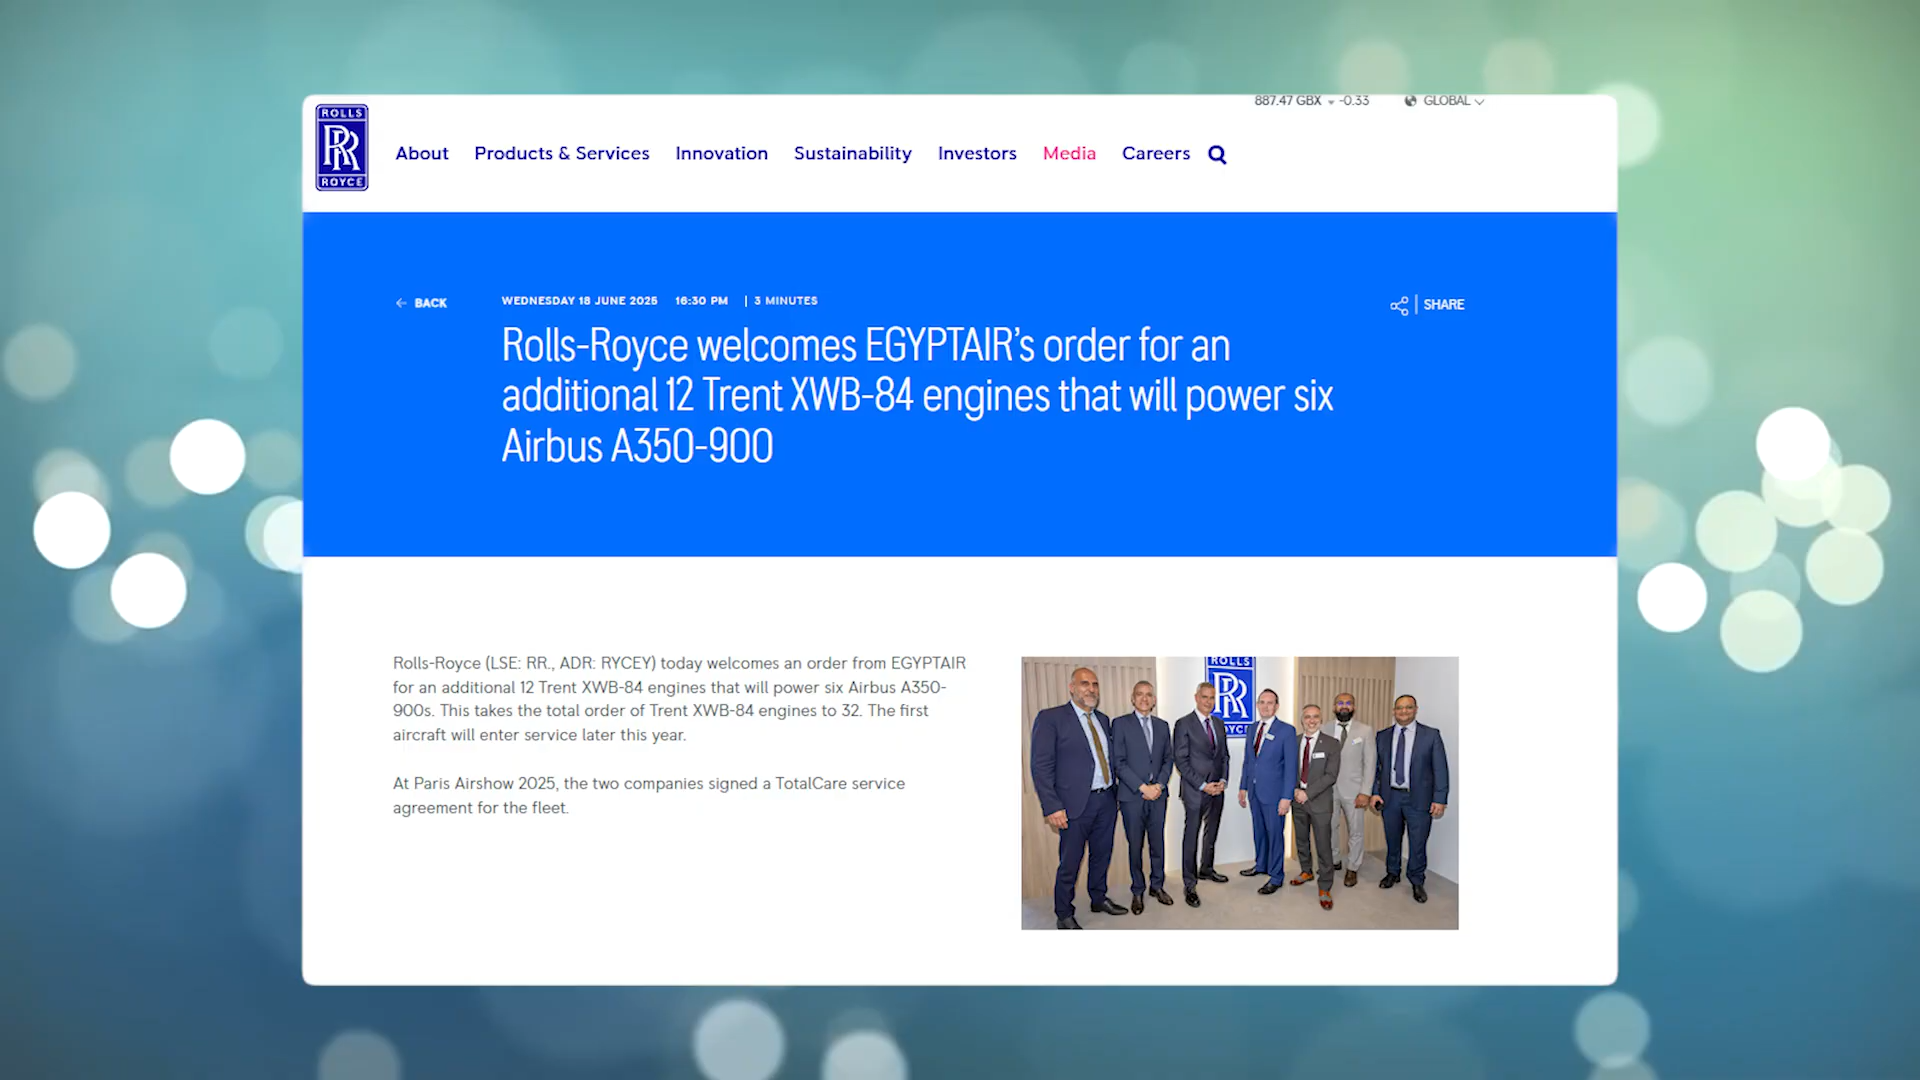 887.47 GBX -0.33 GLOBAL
ROLLS
RR
ROYCE
About Products & Services Innovation Sustainability Investors Media Careers
BACK
WEDNESDAY 18 JUNE 2025 16:30 PM | 3 MINUTES
SHARE
Rolls-Royce welcomes EGYPTAIR’s order for an
additional 12 Trent XWB-84 engines that will power six
Airbus A350-900
Rolls-Royce (LSE: RR., ADR: RYCEY) today welcomes an order from EGYPTAIR
for an additional 12 Trent XWB-84 engines that will power six Airbus A350-
900s. This takes the total order of Trent XWB-84 engines to 32. The first
aircraft will enter service later this year.
At Paris Airshow 2025, the two companies signed a TotalCare service
agreement for the fleet.
ROLLS
RR